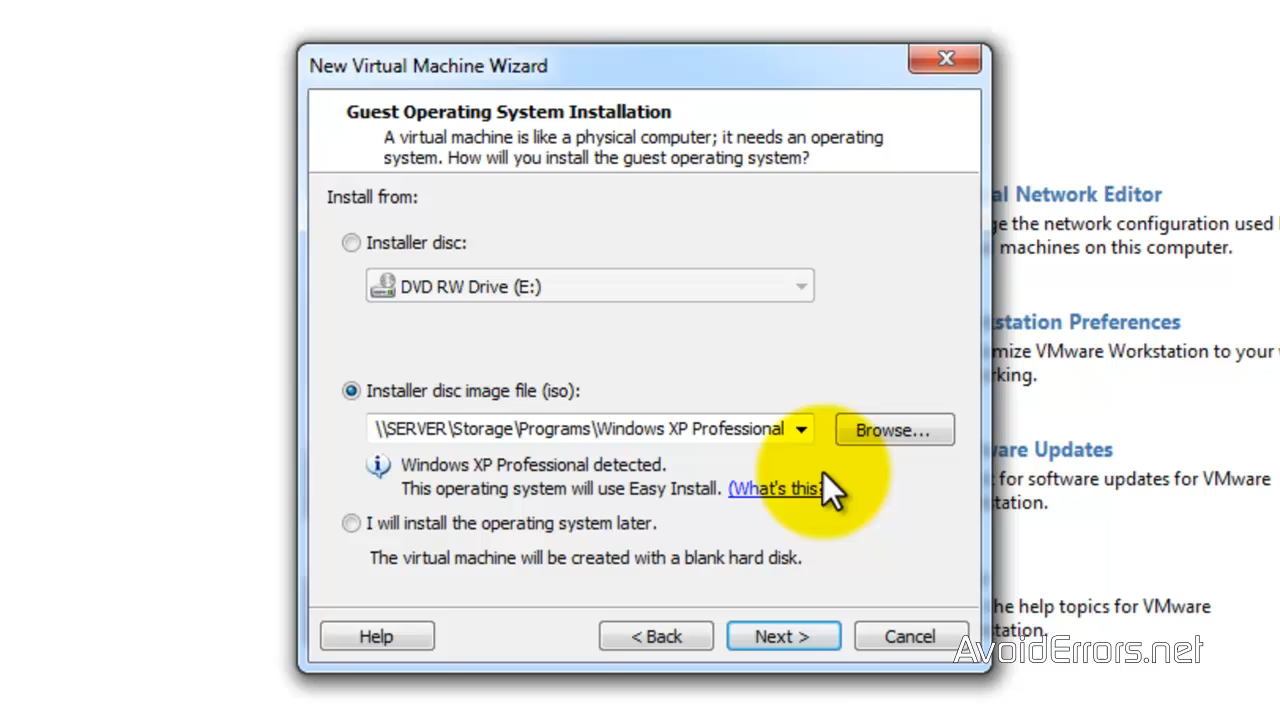 New Virtual Machine Wizard
Guest Operating System Installation
A virtual machine is like a physical computer; it needs an operating
system. How will you install the guest operating system?
Install from:
Installer disc:
DVD RW Drive (E:)
Installer disc image file (iso):
\\SERVER\Storage\Programs\Windows XP Professional
Browse...
Windows XP Professional detected.
This operating system will use Easy Install. (What's this?
I will install the operating system later.
The virtual machine will be created with a blank hard disk.
Help
< Back
Next >
Cancel
al Network Editor
ge the network configuration used
machines on this computer.
station Preferences
mize VMware Workstation to your
king.
ware Updates
for software updates for VMware
station.
he help topics for VMware
station.
AvoidErrors.net